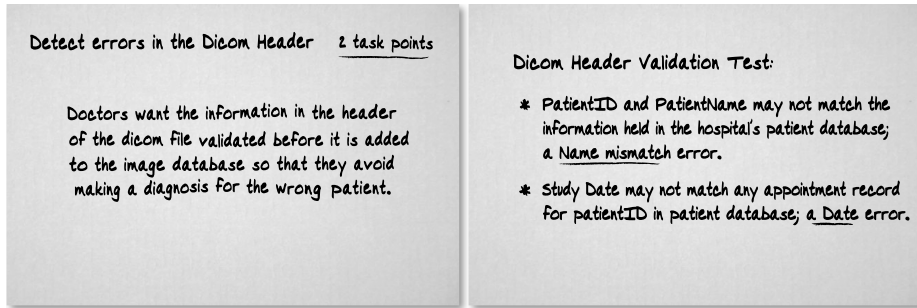 Detect errors in the Dicom Header 2 task points
Doctors want the information in the header
of the dicom file validated before it is added
to the image database so that they avoid
making a diagnosis for the wrong patient.
Dicom Header Validation Test:
* PatientID and PatientName may not match the
information held in the hospital's patient database;
a Name mismatch error.
* Study Date may not match any appointment record
for patientID in patient database; a Date error.